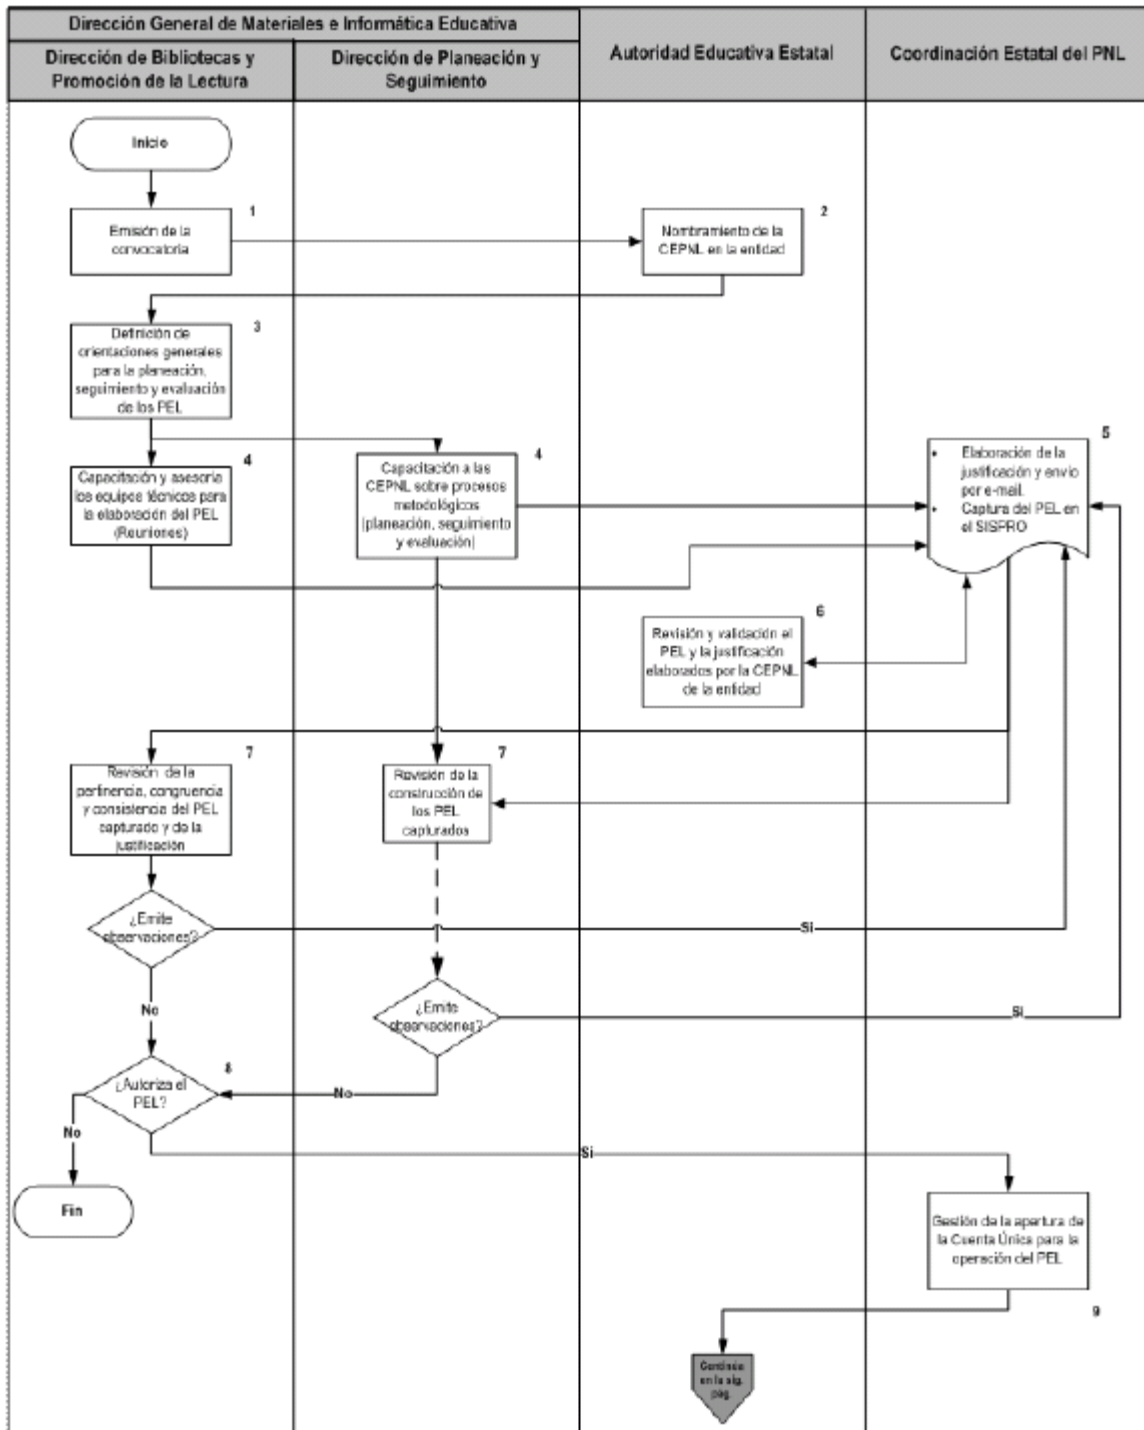 Dirección General de Materiales e Informática Educativa
Dirección de Bibliotecas y
Promoción de la Lectura
Dirección de Planeación y
Seguimiento
Autoridad Educativa Estatal
Coordinación Estatal del PNL
Inicio
1
Emisión de la
convocatoria
2
Nombramiento de la
CEPNL en la entidad
3
Definición de
orientaciones generales
para la planeación,
seguimiento y evaluación
de los PEL
4
Capacitación y asesoría
los equipos técnicos para
la elaboración del PEL
(Reuniones)
4
Capacitación a las
CEPNL sobre procesos
metodológicos
(planeación, seguimiento
y evaluación)
5
• Elaboración de la
justificación y envío
por e-mail.
• Captura del PEL en
el SISPRO
6
Revisión y validación el
PEL y la justificación
elaborados por la CEPNL
de la entidad
7
Revisión de la
pertinencia, congruencia
y consistencia del PEL
capturado y de la
justificación
7
Revisión de la
construcción de
los PEL
capturados
¿Emite
observaciones?
Si
No
¿Emite
observaciones?
Si
No
8
¿Autoriza el
PEL?
No
Si
Fin
Gestión de la apertura de
la Cuenta Única para la
operación del PEL
9
Continúa
en la sig.
pag.